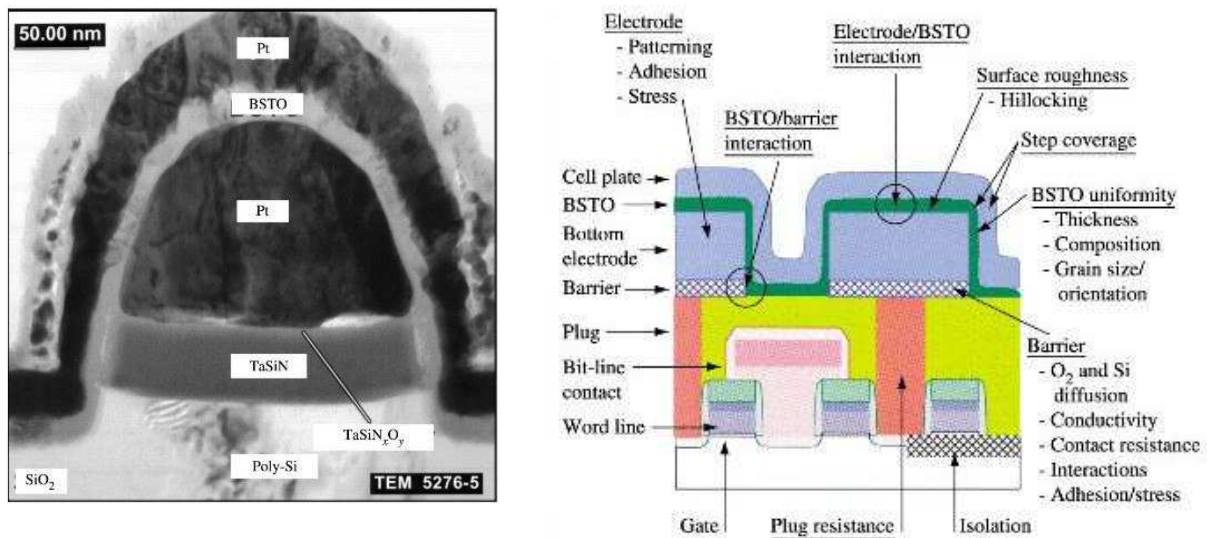 50.00 nm
Pt
BSTO
Pt
TaSiN
TaSiNxOy
Poly-Si
SiO2
TEM 5276-5
Electrode
- Patterning
- Adhesion
- Stress
Electrode/BSTO
interaction
Surface roughness
- Hillocking
BSTO/barrier
interaction
Step coverage
Cell plate
BSTO
Bottom
electrode
Barrier
BSTO uniformity
- Thickness
- Composition
- Grain size/
orientation
Plug
Bit-line
contact
Word line
Barrier
- O2 and Si
diffusion
- Conductivity
- Contact resistance
- Interactions
- Adhesion/stress
Gate
Plug resistance
Isolation